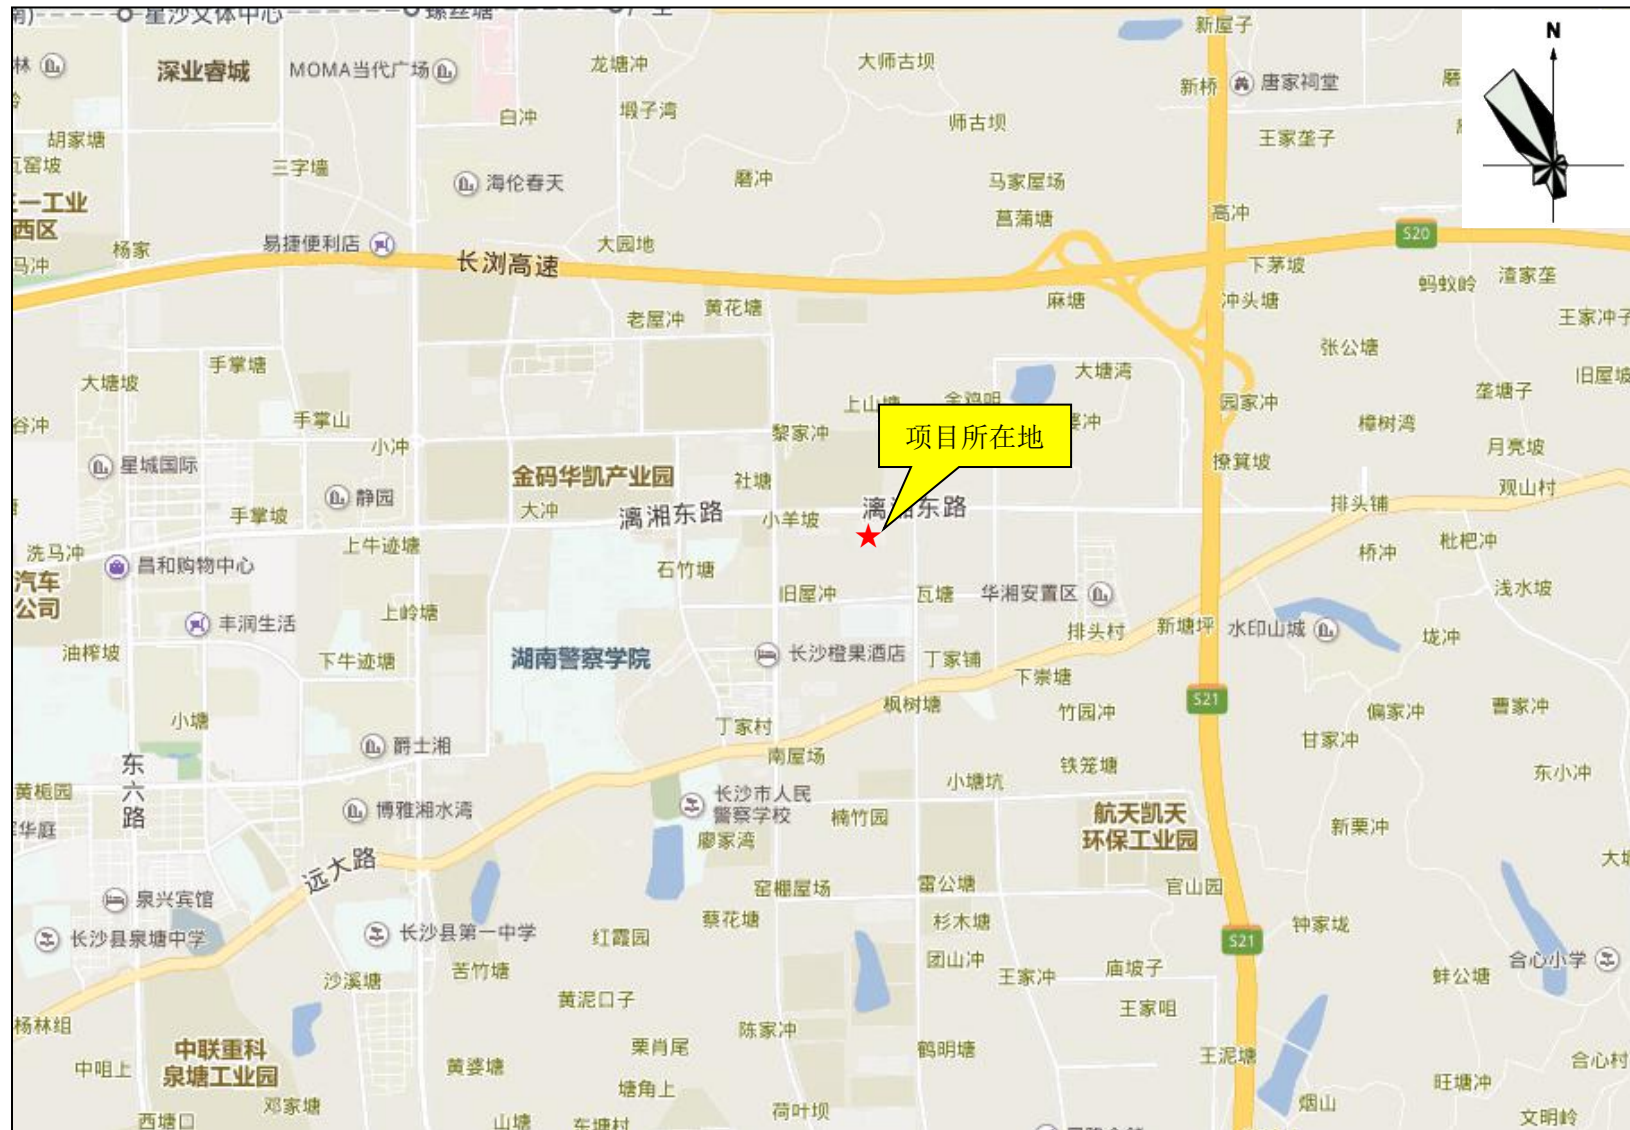 南)
星沙文体中心
螺丝塘
新屋子
N
林
深业睿城
MOMA当代广场
龙塘冲
大师古坝
新桥
唐家祠堂
白冲
塅子湾
师古坝
王家垄子
胡家塘
瓦窑坡
三字墙
海伦春天
磨冲
马家屋场
三一工业
西区
菖蒲塘
高冲
杨家
易捷便利店
大园地
长浏高速
S20
马冲
下茅坡
蚂蚁岭
渣家垄
麻塘
冲头塘
黄花塘
老屋冲
王家冲子
张公塘
手掌塘
大塘坡
大塘湾
旧屋坡
垄塘子
上山塘
金鸡明
园家冲
手掌山
谷冲
小冲
黎家冲
项目所在地
婆冲
樟树湾
月亮坡
星城国际
金码华凯产业园
社塘
撩箕坡
静园
大冲
漓湘东路
小羊坡
漓湘东路
排头铺
观山村
手掌坡
洗马冲
上牛迹塘
桥冲
枇杷冲
昌和购物中心
石竹塘
汽车
公司
旧屋冲
瓦塘
华湘安置区
浅水坡
丰润生活
上岭塘
排头村
新塘坪
水印山城
垅冲
油榨坡
下牛迹塘
湖南警察学院
长沙橙果酒店
丁家铺
下崇塘
小塘
枫树塘
竹园冲
S21
偏家冲
曹家冲
丁家村
甘家冲
爵士湘
南屋场
东六路
小塘坑
铁笼塘
东小冲
黄栀园
博雅湘水湾
长沙市人民
警察学校
楠竹园
航天凯天
环保工业园
新栗冲
华庭
廖家湾
远大路
大塘
泉兴宾馆
窑棚屋场
雷公塘
官山园
蔡花塘
杉木塘
钟家垅
长沙县泉塘中学
长沙县第一中学
红霞园
S21
团山冲
合心小学
沙溪塘
苦竹塘
王家冲
庙坡子
蚌公塘
黄泥口子
王家咀
杨林组
陈家冲
中联重科
泉塘工业园
栗肖尾
鹤明塘
王泥塘
中咀上
黄婆塘
合心村
塘角上
旺塘冲
邓家塘
荷叶坝
烟山
西塘口
山塘
车塘村
文明岭